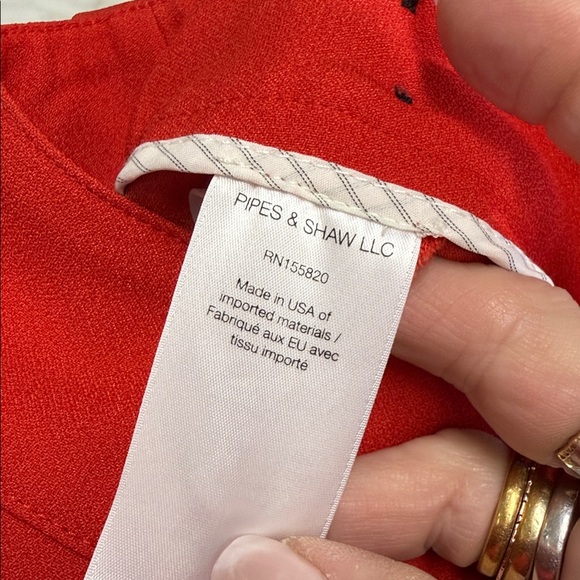 PIPES & SHAW LLC
RN155820
Made in USA of
imported materials /
Fabriqué aux EU avec
tissu importé